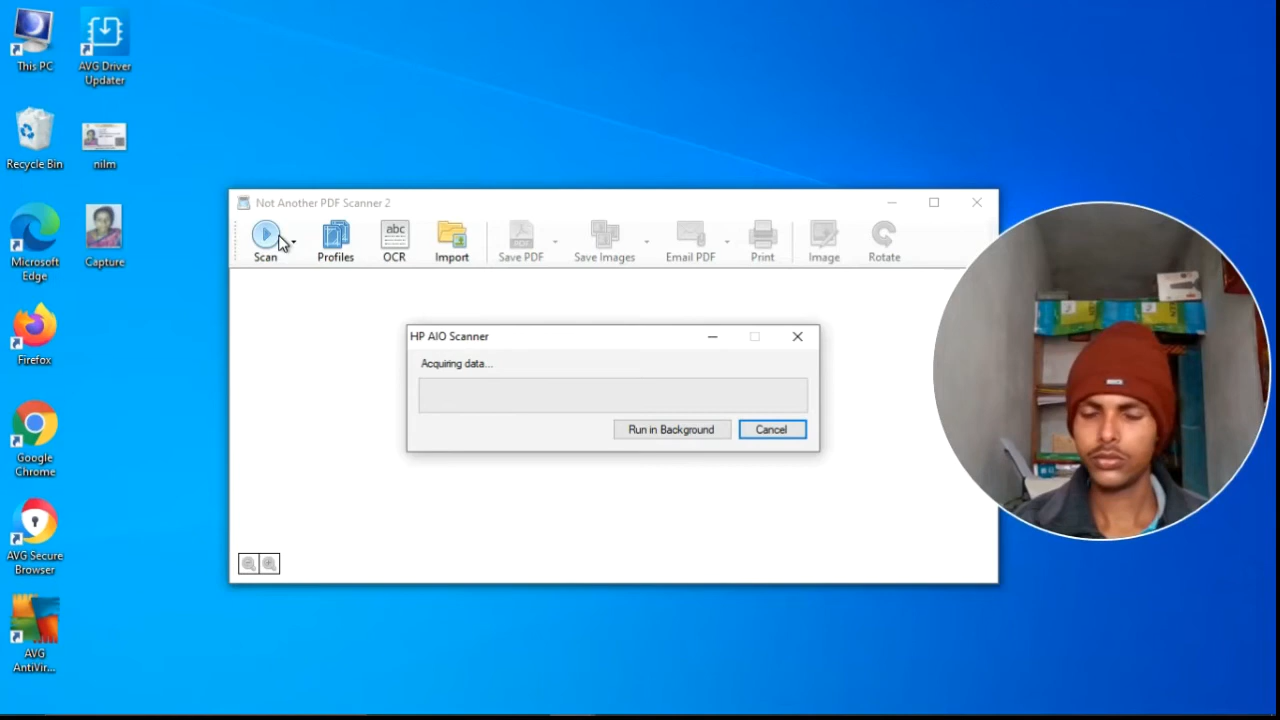 This PC
AVG Driver
Updater
Recycle Bin
nilm
Microsoft
Edge
Capture
Firefox
Google
Chrome
AVG Secure
Browser
AVG
AntiVir...
Not Another PDF Scanner 2
Scan
Profiles
abc
OCR
Import
PDF
Save PDF
Save Images
Email PDF
Print
Image
Rotate
HP AIO Scanner
Acquiring data...
Run in Background
Cancel